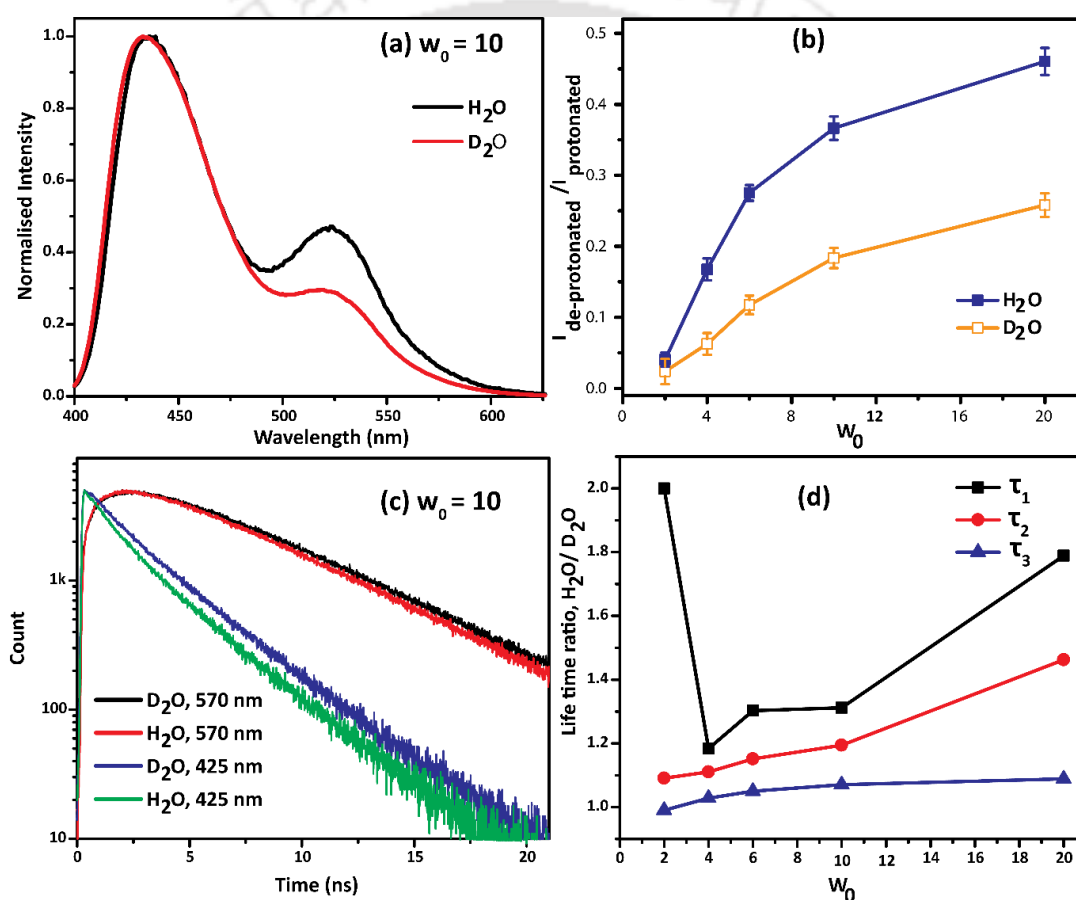 (a) w0 = 10
H2O
D2O
Normalised Intensity
1.0
0.8
0.6
0.4
0.2
0.0
400
450
500
550
600
Wavelength (nm)
(b)
I de-protonated /I protonated
0.5
0.4
0.3
0.2
0.1
0.0
H2O
D2O
0
4
8
12
16
20
W0
(c) w0 = 10
Count
1k
100
10
D2O, 570 nm
H2O, 570 nm
D2O, 425 nm
H2O, 425 nm
0
5
10
15
20
Time (ns)
(d)
τ1
τ2
τ3
Life time ratio, H2O/ D2O
2.0
1.8
1.6
1.4
1.2
1.0
0
2
4
6
8
10
12
14
16
18
20
W0